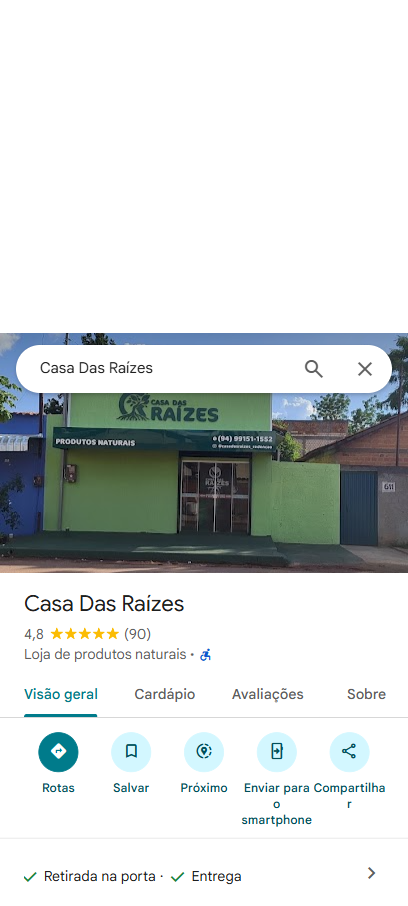 Casa Das Raízes
CASA DAS
RAÍZES
PRODUTOS NATURAIS
(94) 99151-1552
RAÍZES
Casa Das Raízes
4,8 (90)
Loja de produtos naturais •
Visão geral Cardápio Avaliações Sobre
Rotas Salvar Próximo Enviar para o smartphone Compartilhar
Retirada na porta · Entrega